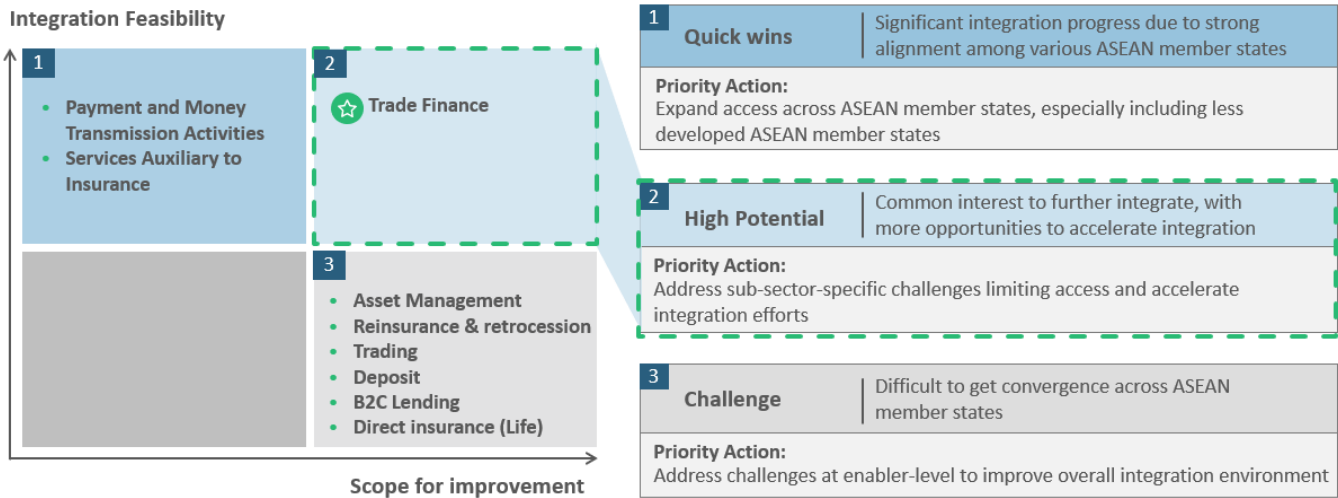 Integration Feasibility
1
Payment and Money
Transmission Activities
Services Auxiliary to
Insurance
2
Trade Finance
3
Asset Management
Reinsurance & retrocession
Trading
Deposit
B2C Lending
Direct insurance (Life)
Scope for improvement
1
Quick wins
Significant integration progress due to strong
alignment among various ASEAN member states
Priority Action:
Expand access across ASEAN member states, especially including less
developed ASEAN member states
2
High Potential
Common interest to further integrate, with
more opportunities to accelerate integration
Priority Action:
Address sub-sector-specific challenges limiting access and accelerate
integration efforts
3
Challenge
Difficult to get convergence across ASEAN
member states
Priority Action:
Address challenges at enabler-level to improve overall integration environment